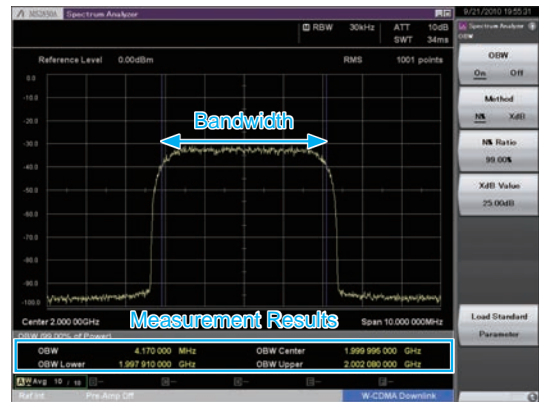 MS2830A Spectrum Analyzer 9/21/2010 19:55:31
RBW 30kHz ATT 10dB
SWT 34ms
Spectrum Analyzer
OBW
Reference Level 0.00dBm RMS 1001 points
OBW
On Off
Method
N% XdB
N% Ratio
99.00%
XdB Value
25.00dB
Load Standard
Parameter
0.0
-10.0
-20.0
-30.0
-40.0
-50.0
-60.0
-70.0
-80.0
-90.0
-100.0
Bandwidth
Measurement Results
Center 2.000 00GHz Span 10.000 000MHz
OBW (99.00% of Power)
OBW 4.170 000 MHz OBW Center 1.999 995 000 GHz
OBW Lower 1.997 910 000 GHz OBW Upper 2.002 080 000 GHz
Avg 10 / 10
Ref.Int Pre-Amp Off W-CDMA Downlink